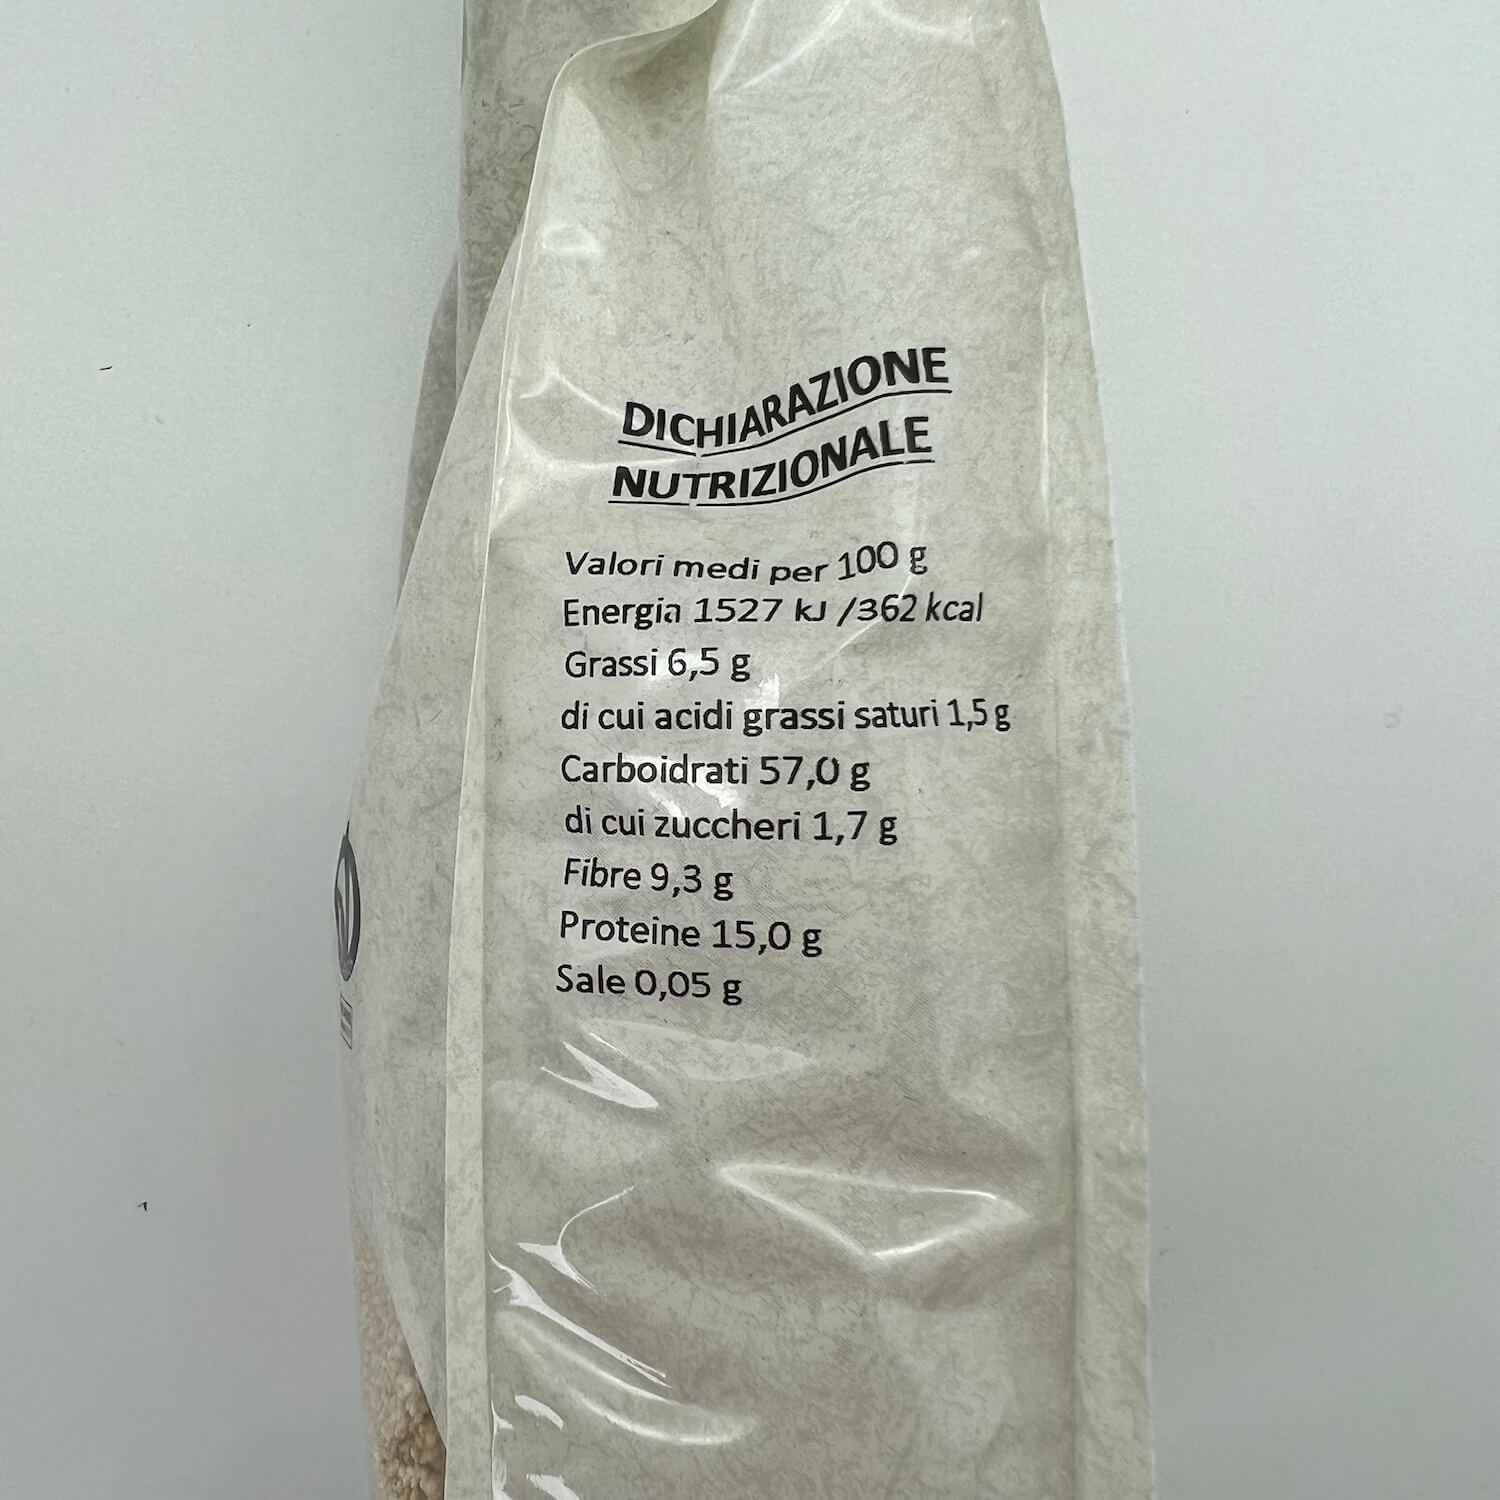 DICHIARAZIONE
NUTRIZIONALE
Valori medi per 100 g
Energia 1527 kJ /362 kcal
Grassi 6,5 g
di cui acidi grassi saturi 1,5 g
Carboidrati 57,0 g
di cui zuccheri 1,7 g
Fibre 9,3 g
Proteine 15,0 g
Sale 0,05 g